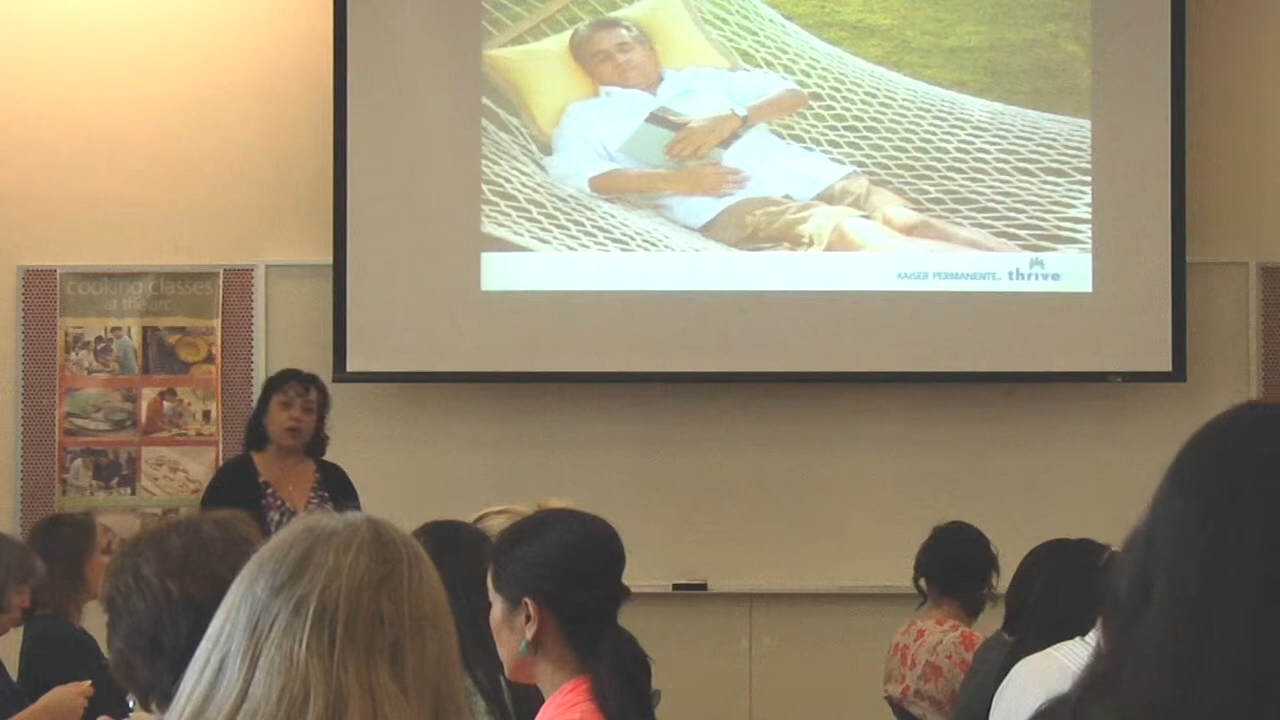 KAISER PERMANENTE. thrive
cooking classes
at the arc